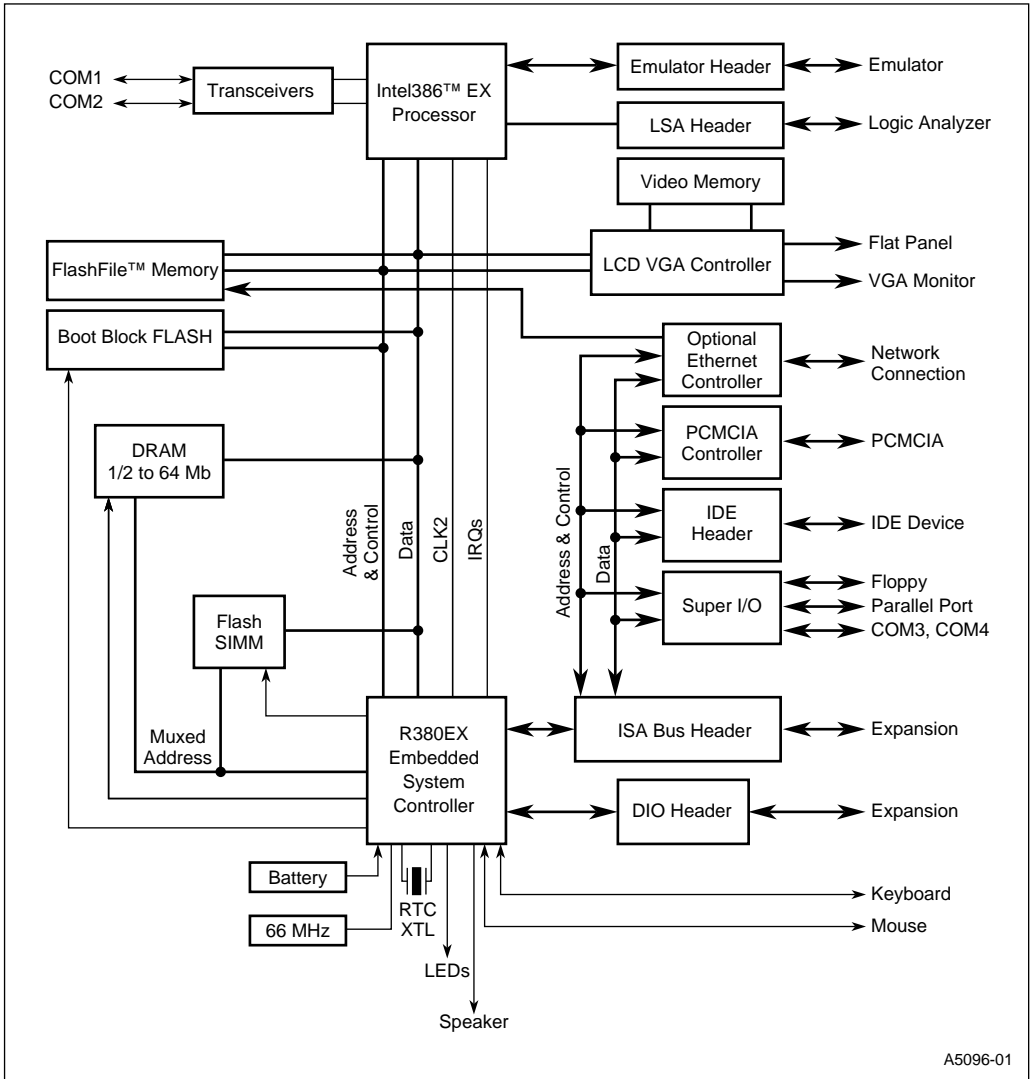 COM1
COM2
Transceivers
Intel386™ EX
Processor
Emulator Header
Emulator
LSA Header
Logic Analyzer
Video Memory
FlashFile™ Memory
LCD VGA Controller
Flat Panel
VGA Monitor
Boot Block FLASH
Optional
Ethernet
Controller
Network
Connection
DRAM
1/2 to 64 Mb
PCMCIA
Controller
PCMCIA
Address
& Control
Data
CLK2
IRQs
Address & Control
Data
IDE
Header
IDE Device
Flash
SIMM
Super I/O
Floppy
Parallel Port
COM3, COM4
Muxed
Address
R380EX
Embedded
System
Controller
ISA Bus Header
Expansion
DIO Header
Expansion
Battery
66 MHz
RTC
XTL
Keyboard
Mouse
LEDs
Speaker
A5096-01